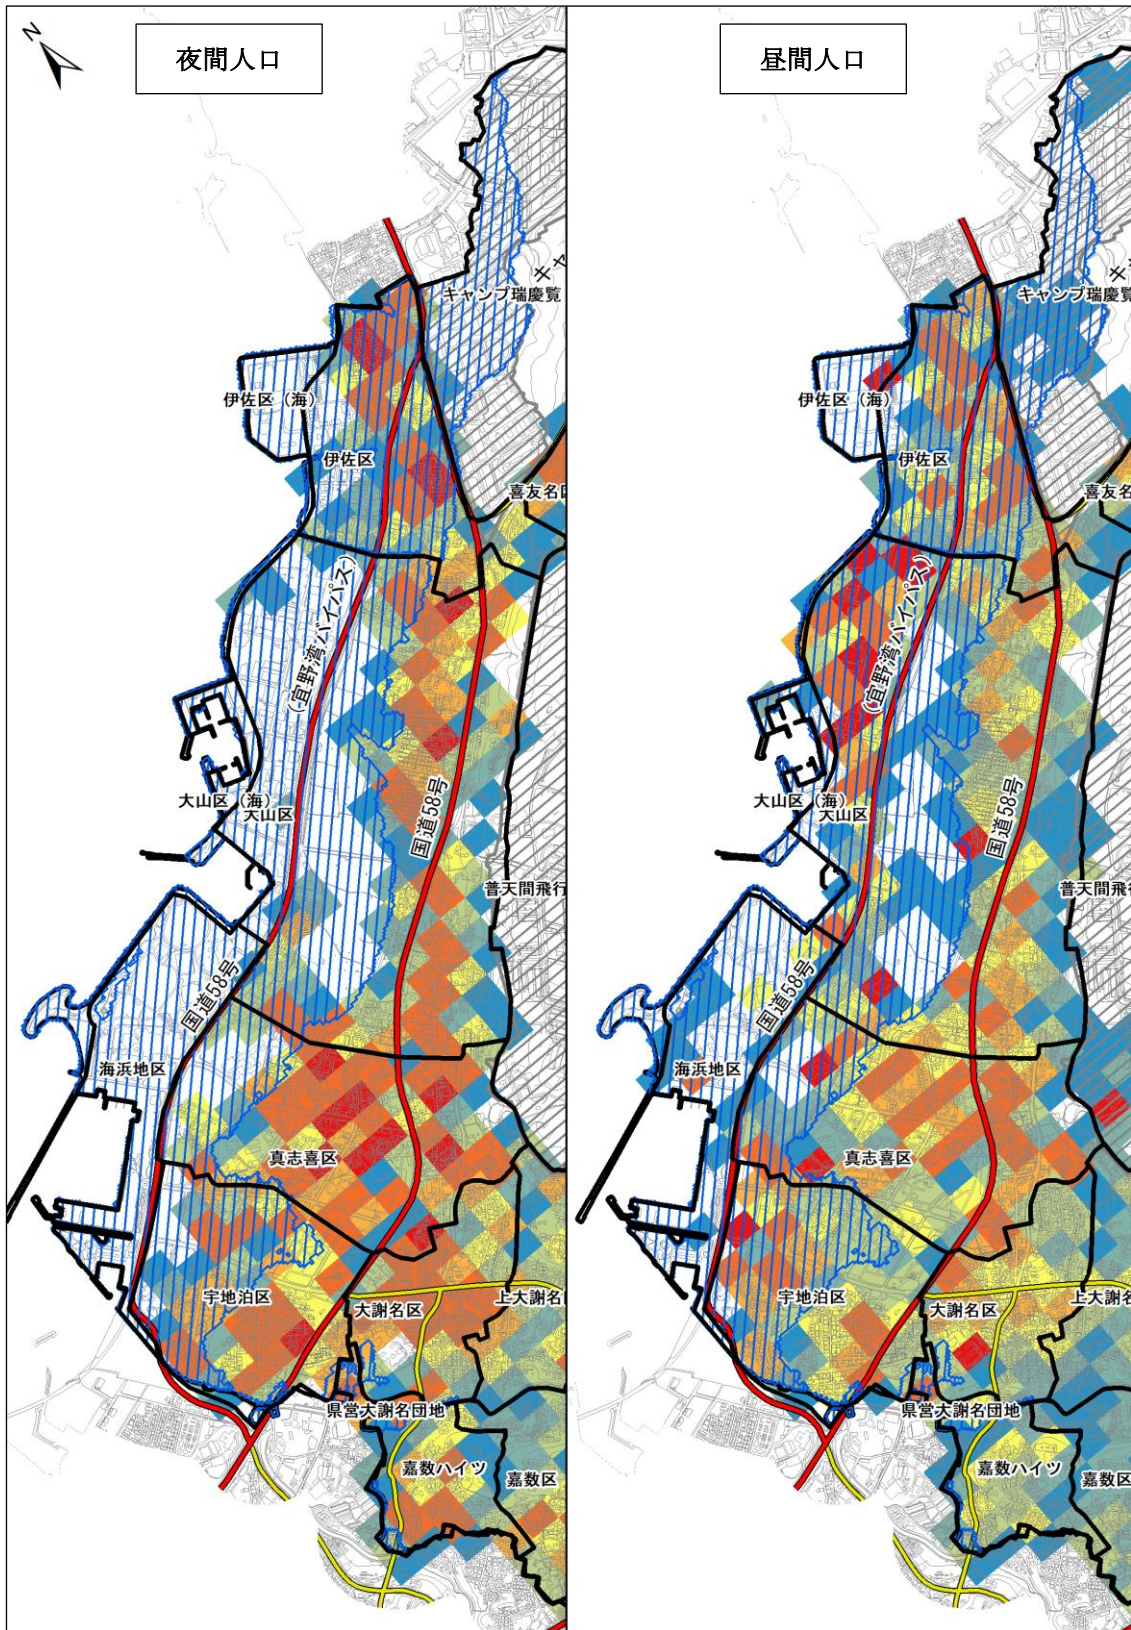 N
夜間人口
キャ
キャンプ瑞慶覧
伊佐区（海）
伊佐区
喜友名区
(宜野湾バイパス)
大山区（海）
大山区
国道58号
普天間飛行
国道58号
海浜地区
真志喜区
宇地泊区
大謝名区
上大謝名
県営大謝名団地
嘉数ハイツ
嘉数区
昼間人口
キ
キャンプ瑞慶覧
伊佐区（海）
伊佐区
喜友名
(宜野湾バイパス)
国道58号
大山区（海）
大山区
普天間飛行
国道58号
海浜地区
真志喜区
宇地泊区
大謝名区
上大謝名
県営大謝名団地
嘉数ハイツ
嘉数区